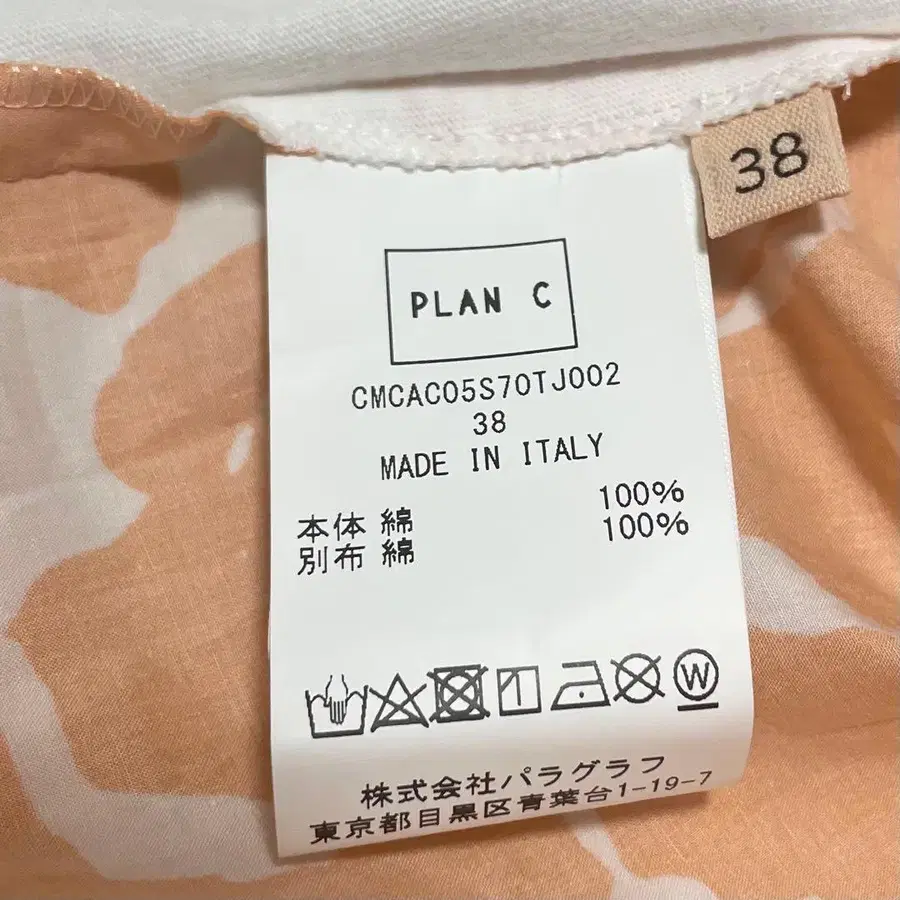 38
PLAN C
CMCAC05S70TJ002
38
MADE IN ITALY
本体 綿 100%
別布 綿 100%
W
株式会社パラグラフ
東京都目黒区青葉台1-19-7